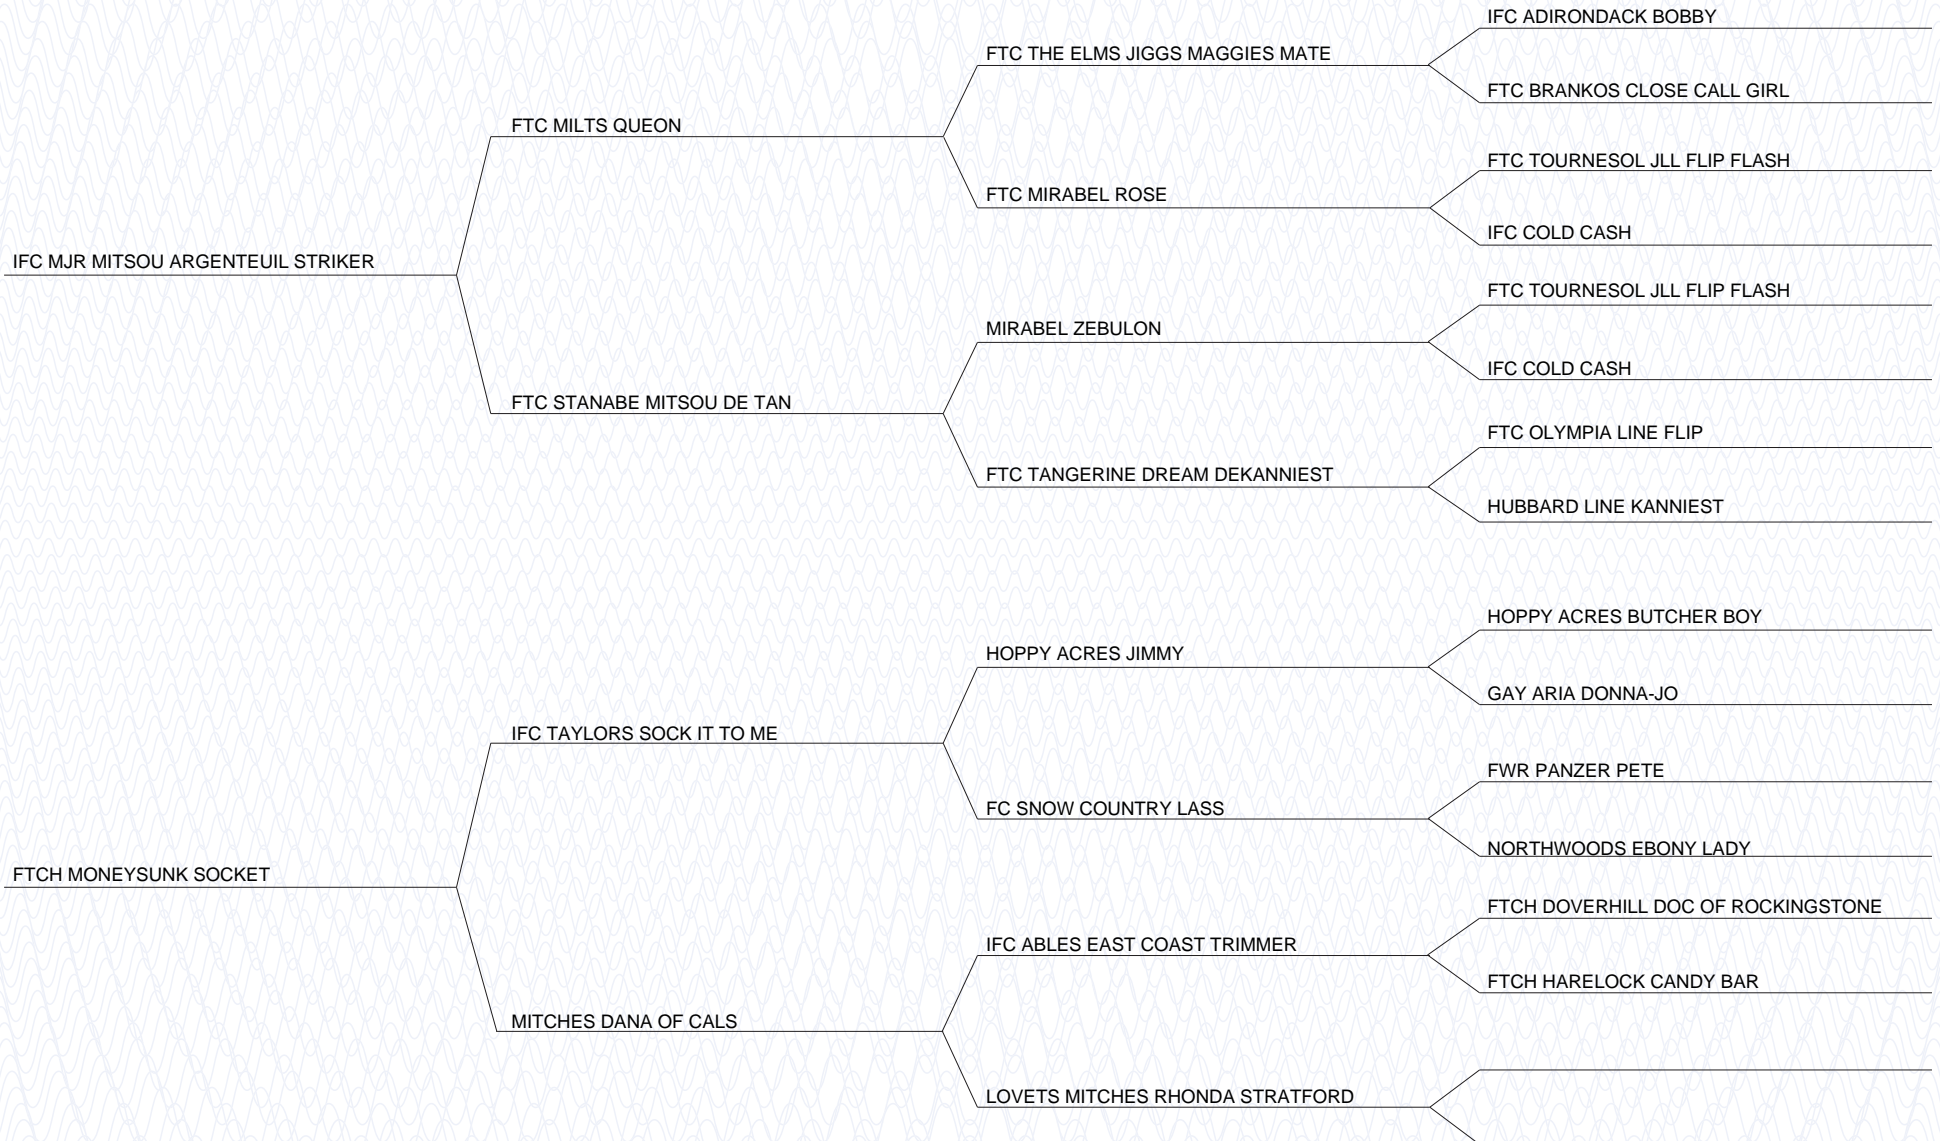 IFC ADIRONDACK BOBBY
FTC THE ELMS JIGGS MAGGIES MATE
FTC BRANKOS CLOSE CALL GIRL
FTC MILTS QUEON
FTC TOURNESOL JLL FLIP FLASH
FTC MIRABEL ROSE
IFC COLD CASH
IFC MJR MITSOU ARGENTEUIL STRIKER
FTC TOURNESOL JLL FLIP FLASH
MIRABEL ZEBULON
IFC COLD CASH
FTC STANABE MITSOU DE TAN
FTC OLYMPIA LINE FLIP
FTC TANGERINE DREAM DEKANNIEST
HUBBARD LINE KANNIEST
HOPPY ACRES BUTCHER BOY
HOPPY ACRES JIMMY
GAY ARIA DONNA-JO
IFC TAYLORS SOCK IT TO ME
FWR PANZER PETE
FC SNOW COUNTRY LASS
NORTHWOODS EBONY LADY
FTCH MONEYSUNK SOCKET
FTCH DOVERHILL DOC OF ROCKINGSTONE
IFC ABLES EAST COAST TRIMMER
FTCH HARELOCK CANDY BAR
MITCHES DANA OF CALS
LOVETS MITCHES RHONDA STRATFORD